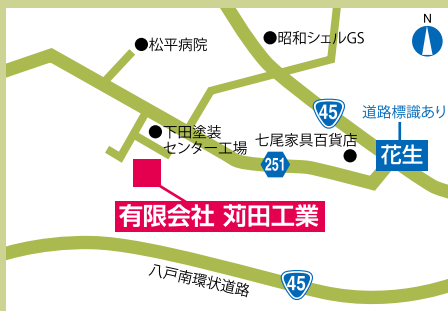 N
昭和シェルGS
松平病院
45
道路標識あり
下田塗装
センター工場
七尾家具百貨店
花生
251
有限会社 苅田工業
八戸南環状道路
45